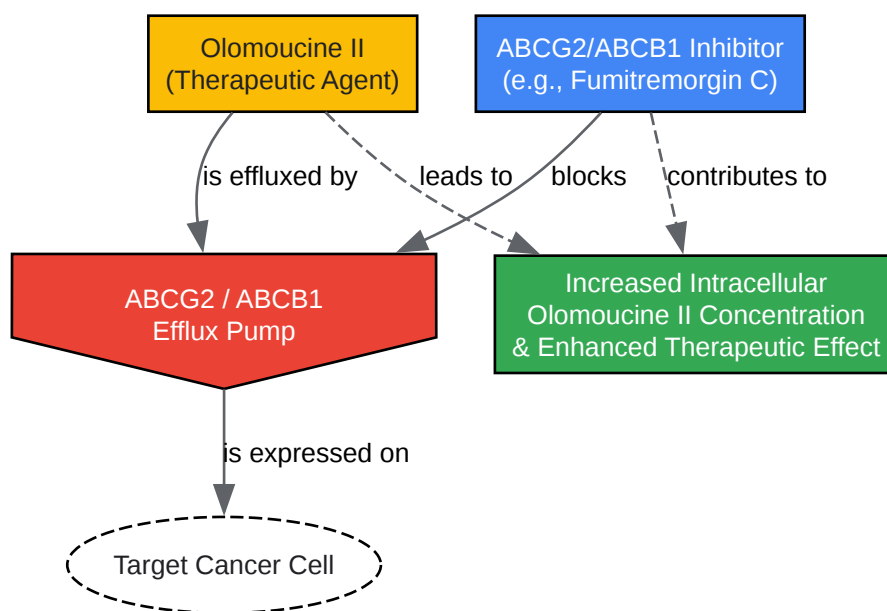 Olomoucine II
(Therapeutic Agent)
ABCG2/ABCB1 Inhibitor
(e.g., Fumitremorgin C)
is effluxed by
leads to
blocks
contributes to
ABCG2 / ABCB1
Efflux Pump
Increased Intracellular
Olomoucine II Concentration
& Enhanced Therapeutic Effect
is expressed on
Target Cancer Cell